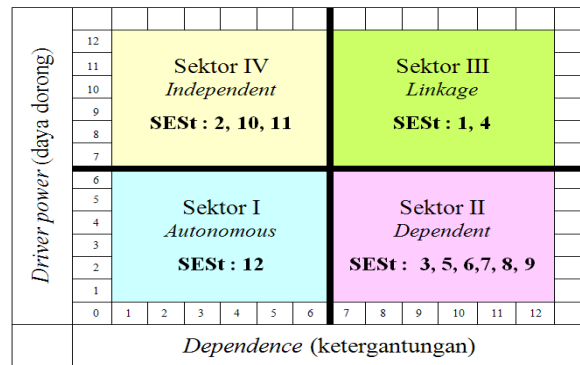 Driver power (daya dorong)
12
11
10
9
8
7
6
5
4
3
2
1
0
Sektor IV
Independent
SESt : 2, 10, 11
Sektor III
Linkage
SESt : 1, 4
Sektor I
Autonomous
SESt : 12
Sektor II
Dependent
SESt : 3, 5, 6,7, 8, 9
1 2 3 4 5 6 7 8 9 10 11 12
Dependence (ketergantungan)